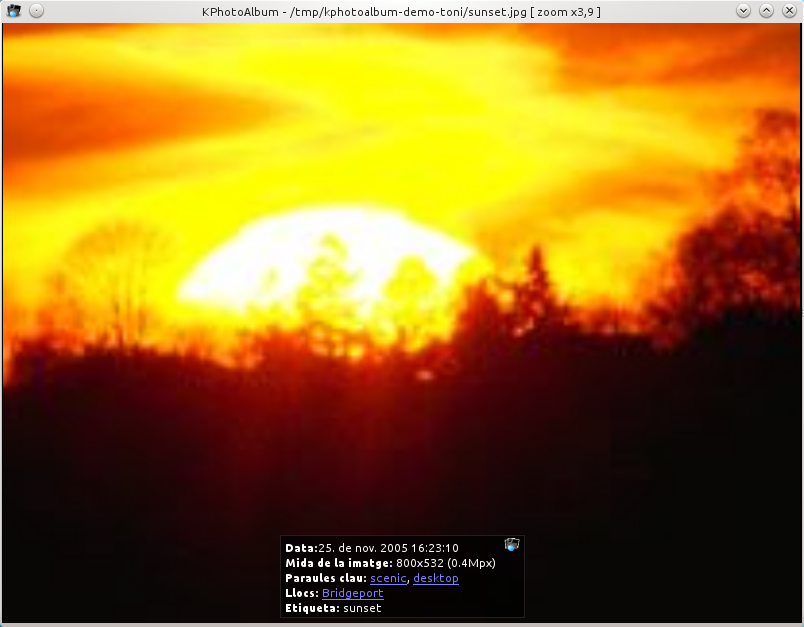 KPhotoAlbum - /tmp/kphotoalbum-demo-toni/sunset.jpg [ zoom x3,9 ]
Data:25. de nov. 2005 16:23:10
Mida de la imatge: 800x532 (0.4Mpx)
Paraules clau: scenic, desktop
Llocs: Bridgeport
Etiqueta: sunset